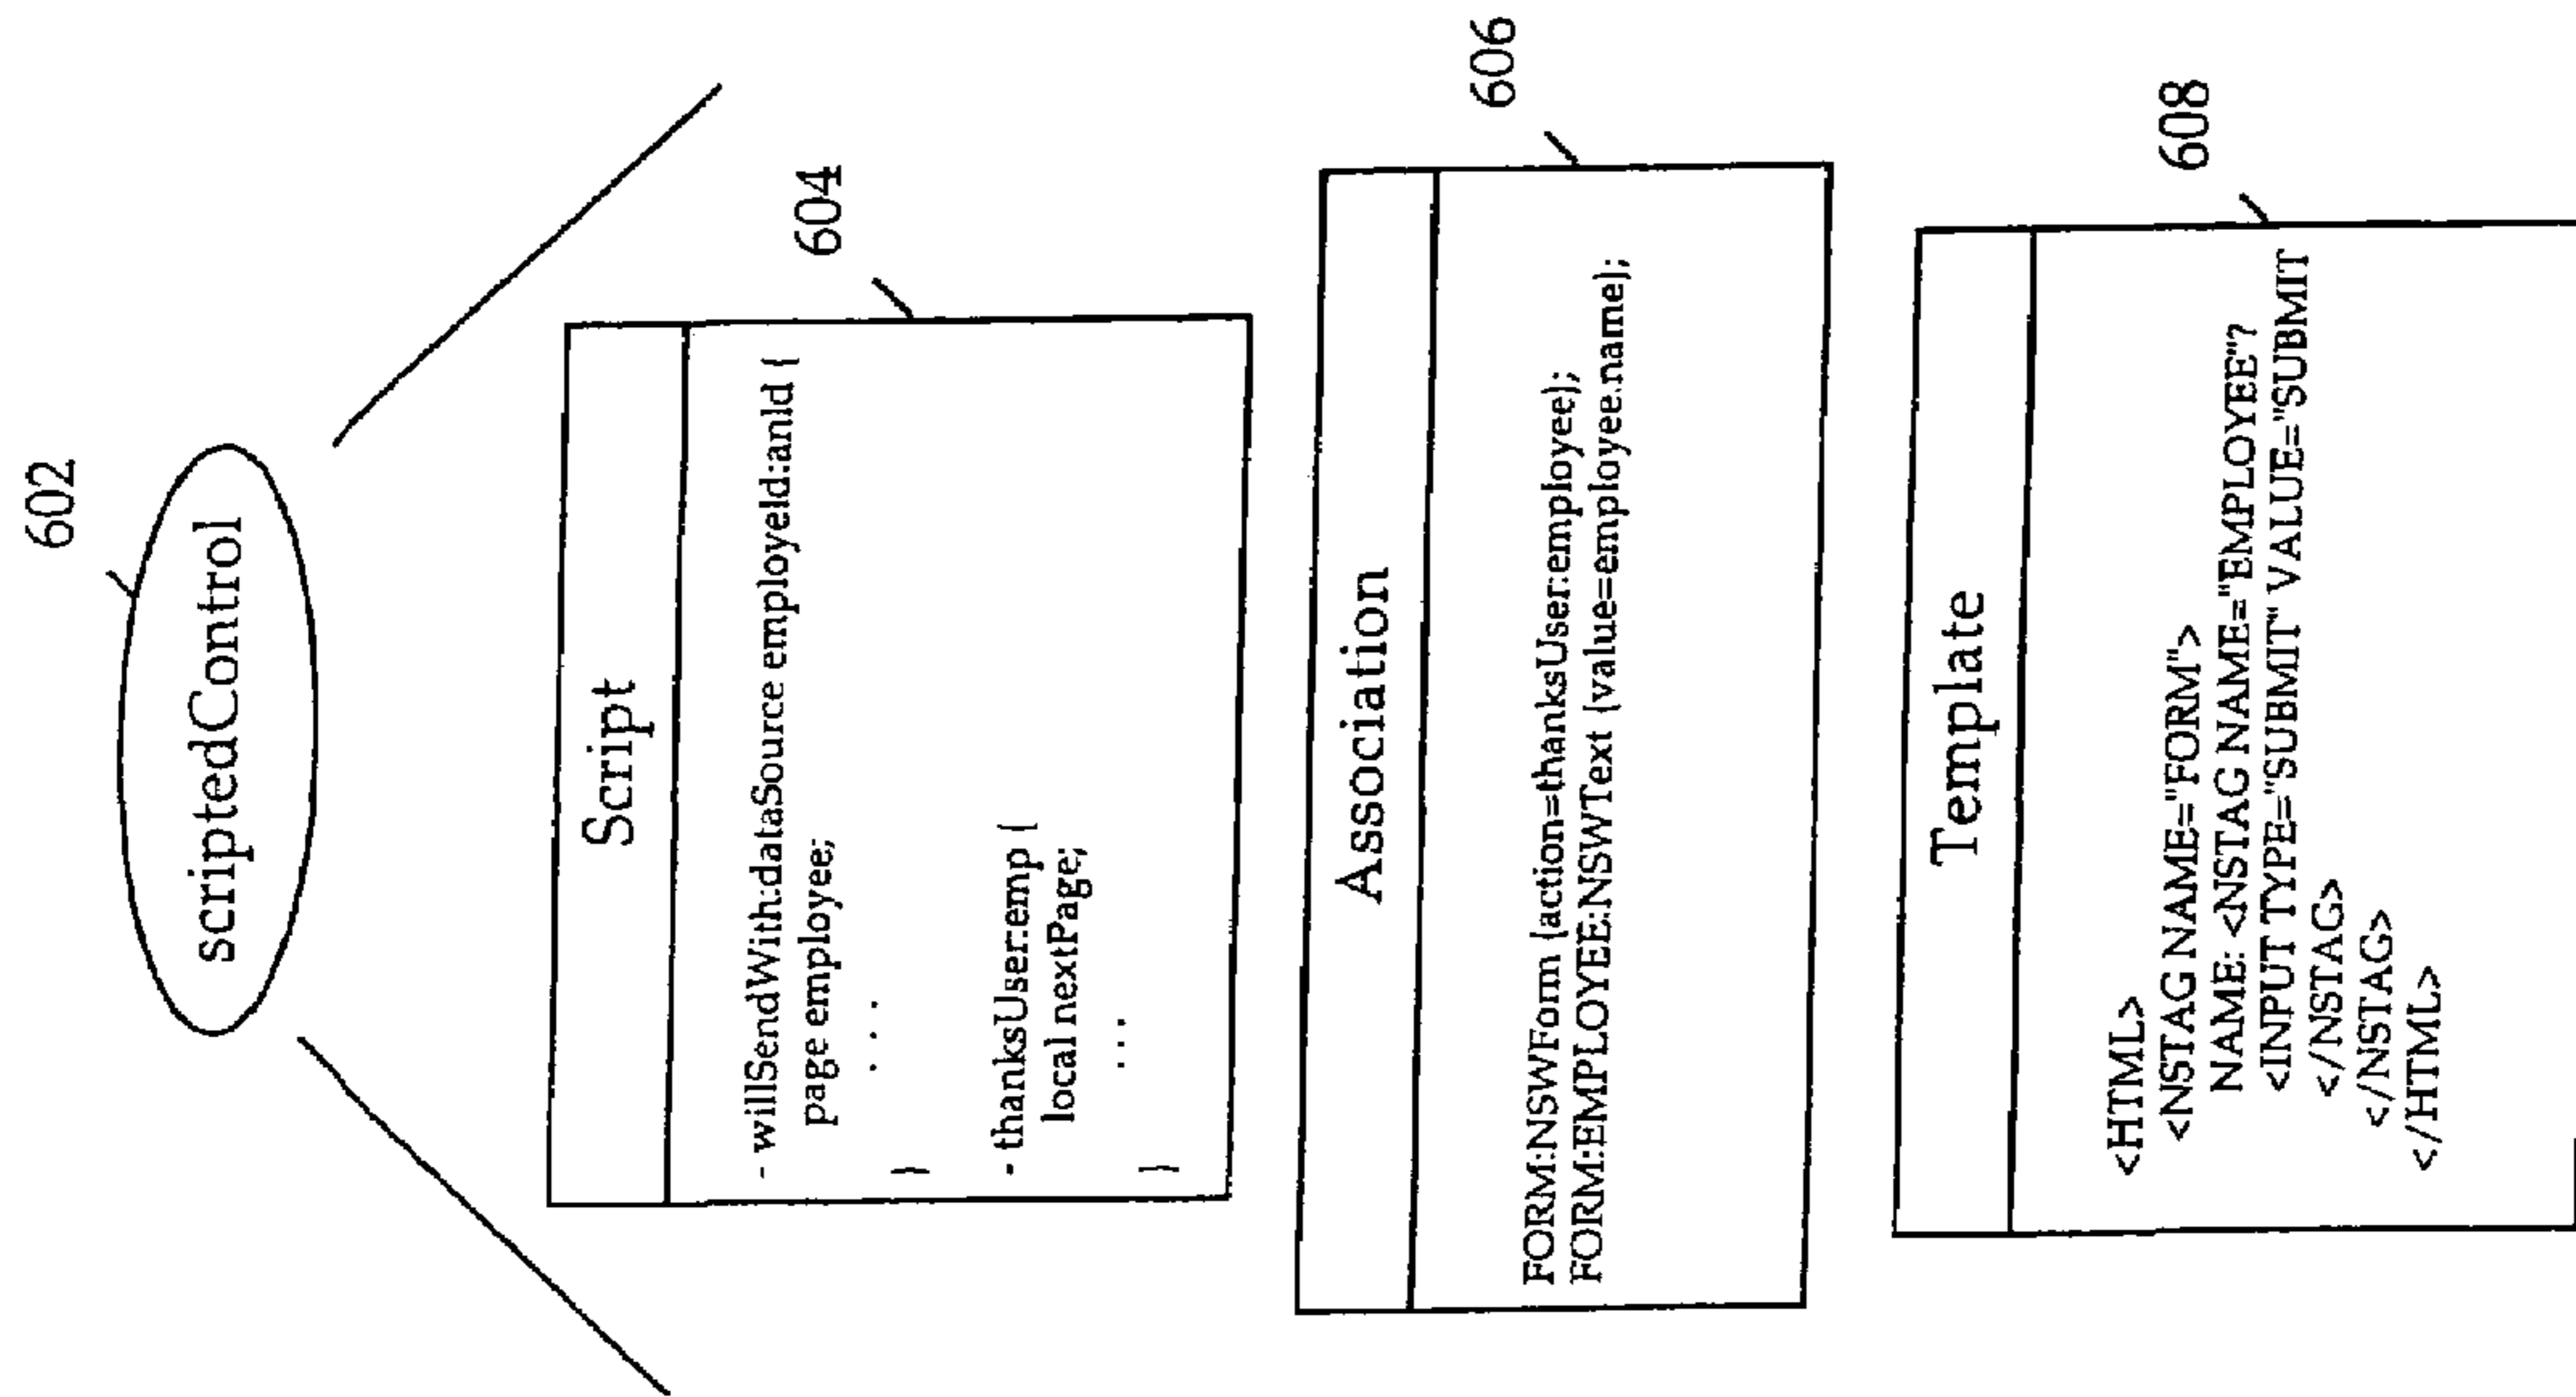 602
scriptedControl
604
Script
- willSendWith:dataSource employeeId:anId {
page employee;
. . .
}
- thanksUser:emp {
local nextPage;
. . .
}
606
Association
FORM:NSWForm {action=thanksUser:employee};
FORM:EMPLOYEE:NSWText {value=employee.name};
608
Template
<HTML>
<NSTAG NAME="FORM">
NAME: <NSTAG NAME="EMPLOYEE"?
<INPUT TYPE="SUBMIT" VALUE="SUBMIT
</NSTAG>
</NSTAG>
</HTML>